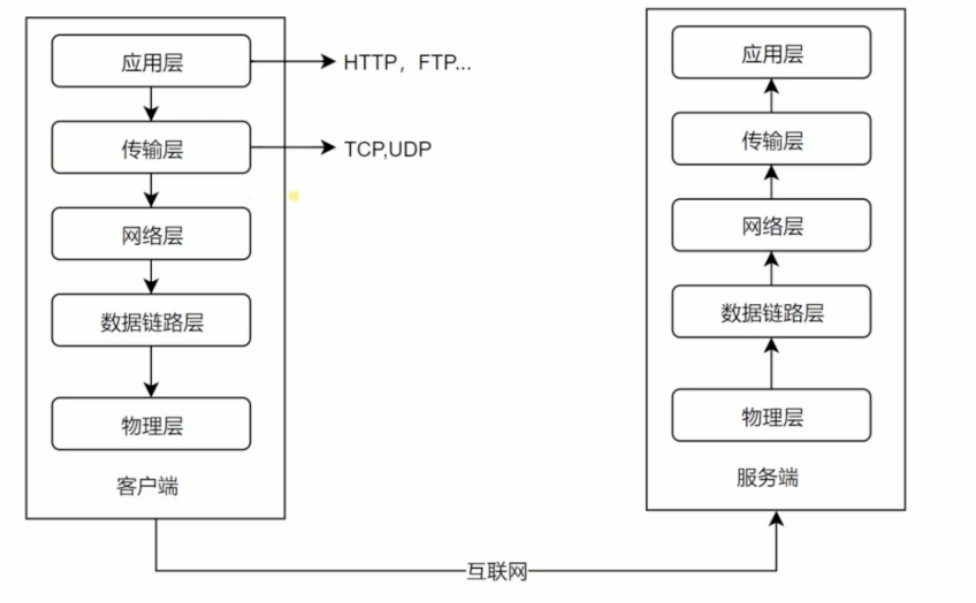 应用层
HTTP，FTP...
传输层
TCP,UDP
网络层
数据链路层
物理层
客户端
应用层
传输层
网络层
数据链路层
物理层
服务端
互联网